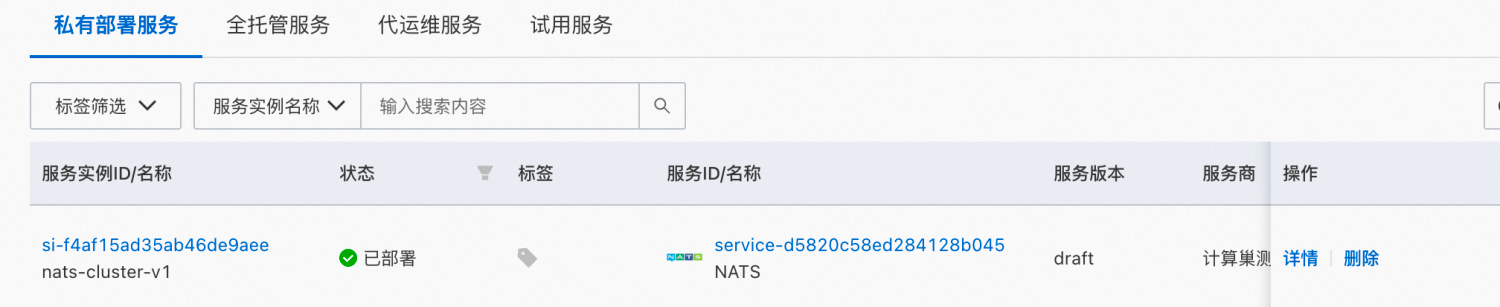 私有部署服务 全托管服务 代运维服务 试用服务
标签筛选 服务实例名称 输入搜索内容
服务实例ID/名称 状态 标签 服务ID/名称 服务版本 服务商 操作
si-f4af15ad35ab46de9aee 已部署 NATS service-d5820c58ed284128b045 draft 计算巢测 详情 删除
nats-cluster-v1 NATS